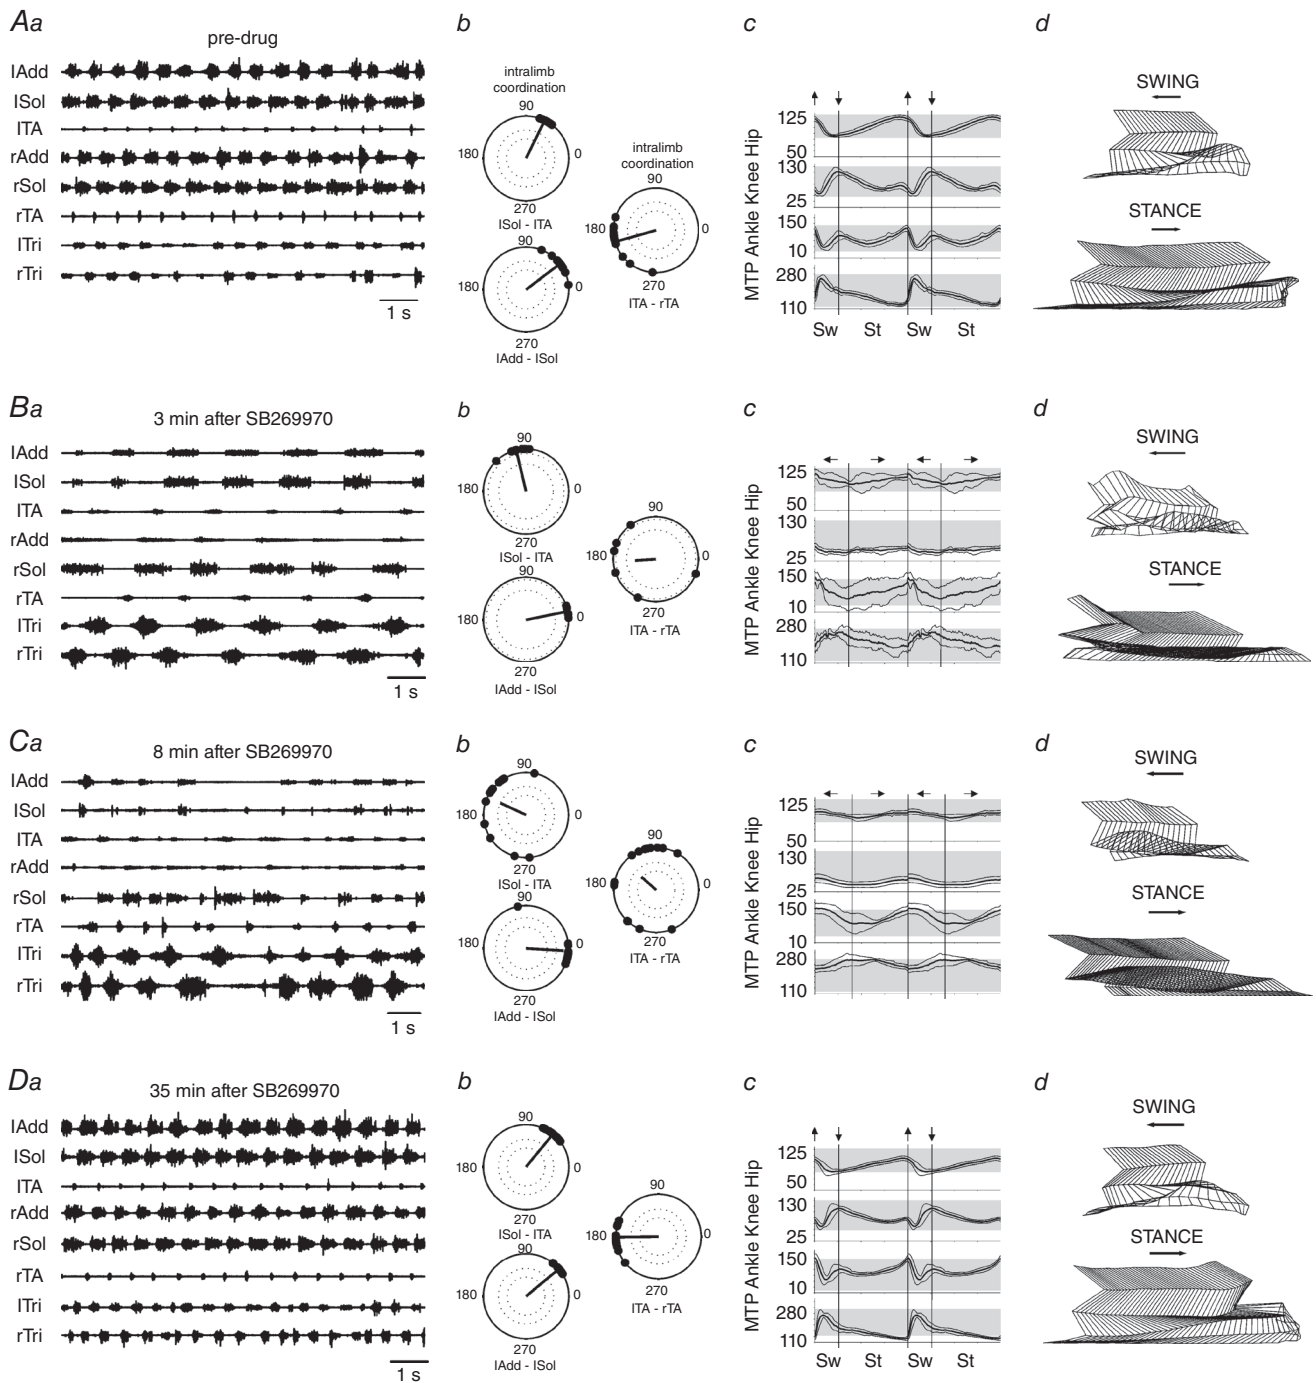 Aa
pre-drug
lAdd
lSol
lTA
rAdd
rSol
rTA
lTri
rTri
1 s
b
intralimb
coordination
90
180
0
270
lSol - lTA
90
180
0
270
lAdd - lSol
intralimb
coordination
90
180
0
270
lTA - rTA
c
MTP Ankle Knee Hip
125
50
130
25
150
10
280
110
Sw St Sw St
d
SWING
STANCE
Ba
3 min after SB269970
lAdd
lSol
lTA
rAdd
rSol
rTA
lTri
rTri
1 s
b
90
180
0
270
lSol - lTA
90
180
0
270
lAdd - lSol
90
180
0
270
lTA - rTA
c
MTP Ankle Knee Hip
125
50
130
25
150
10
280
110
d
SWING
STANCE
Ca
8 min after SB269970
lAdd
lSol
lTA
rAdd
rSol
rTA
lTri
rTri
1 s
b
90
180
0
270
lSol - lTA
90
180
0
270
lAdd - lSol
90
180
0
270
lTA - rTA
c
MTP Ankle Knee Hip
125
50
130
25
150
10
280
110
d
SWING
STANCE
Da
35 min after SB269970
lAdd
lSol
lTA
rAdd
rSol
rTA
lTri
rTri
1 s
b
90
180
0
270
lSol - lTA
90
180
0
270
lAdd - lSol
90
180
0
270
lTA - rTA
c
MTP Ankle Knee Hip
125
50
130
25
150
10
280
110
Sw St Sw St
d
SWING
STANCE